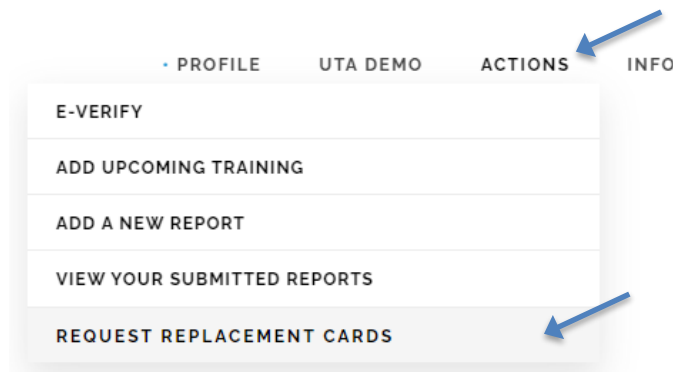 • PROFILE UTA DEMO ACTIONS INFO
E-VERIFY
ADD UPCOMING TRAINING
ADD A NEW REPORT
VIEW YOUR SUBMITTED REPORTS
REQUEST REPLACEMENT CARDS